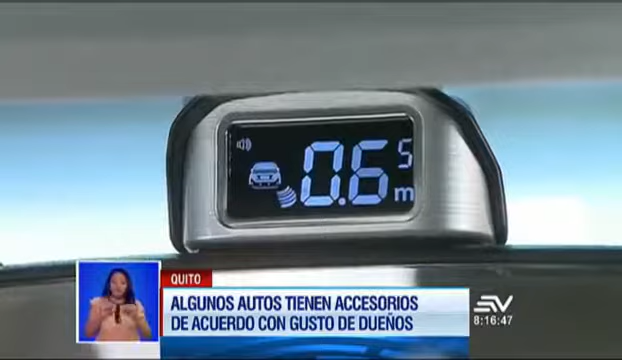 0.6 5
m
QUITO
ALGUNOS AUTOS TIENEN ACCESORIOS
DE ACUERDO CON GUSTO DE DUEÑOS
8:16:47